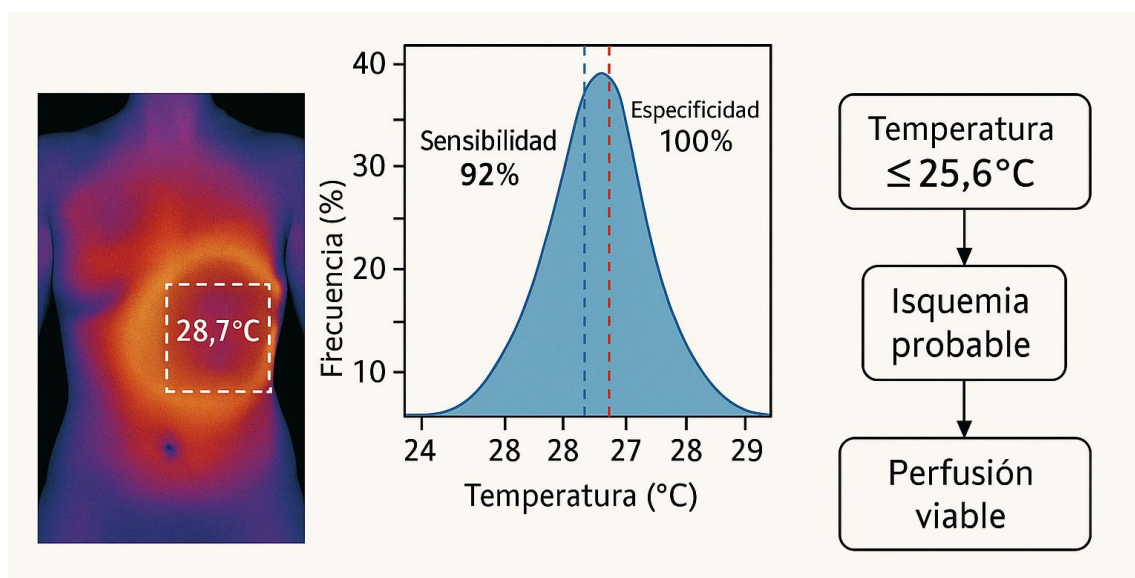 28,7°C
Frecuencia (%)
40
30
20
10
Sensibilidad
92%
Especificidad
100%
24 28 28 27 28 29
Temperatura (°C)
Temperatura
≤ 25,6°C
Isquemia
probable
Perfusión
viable